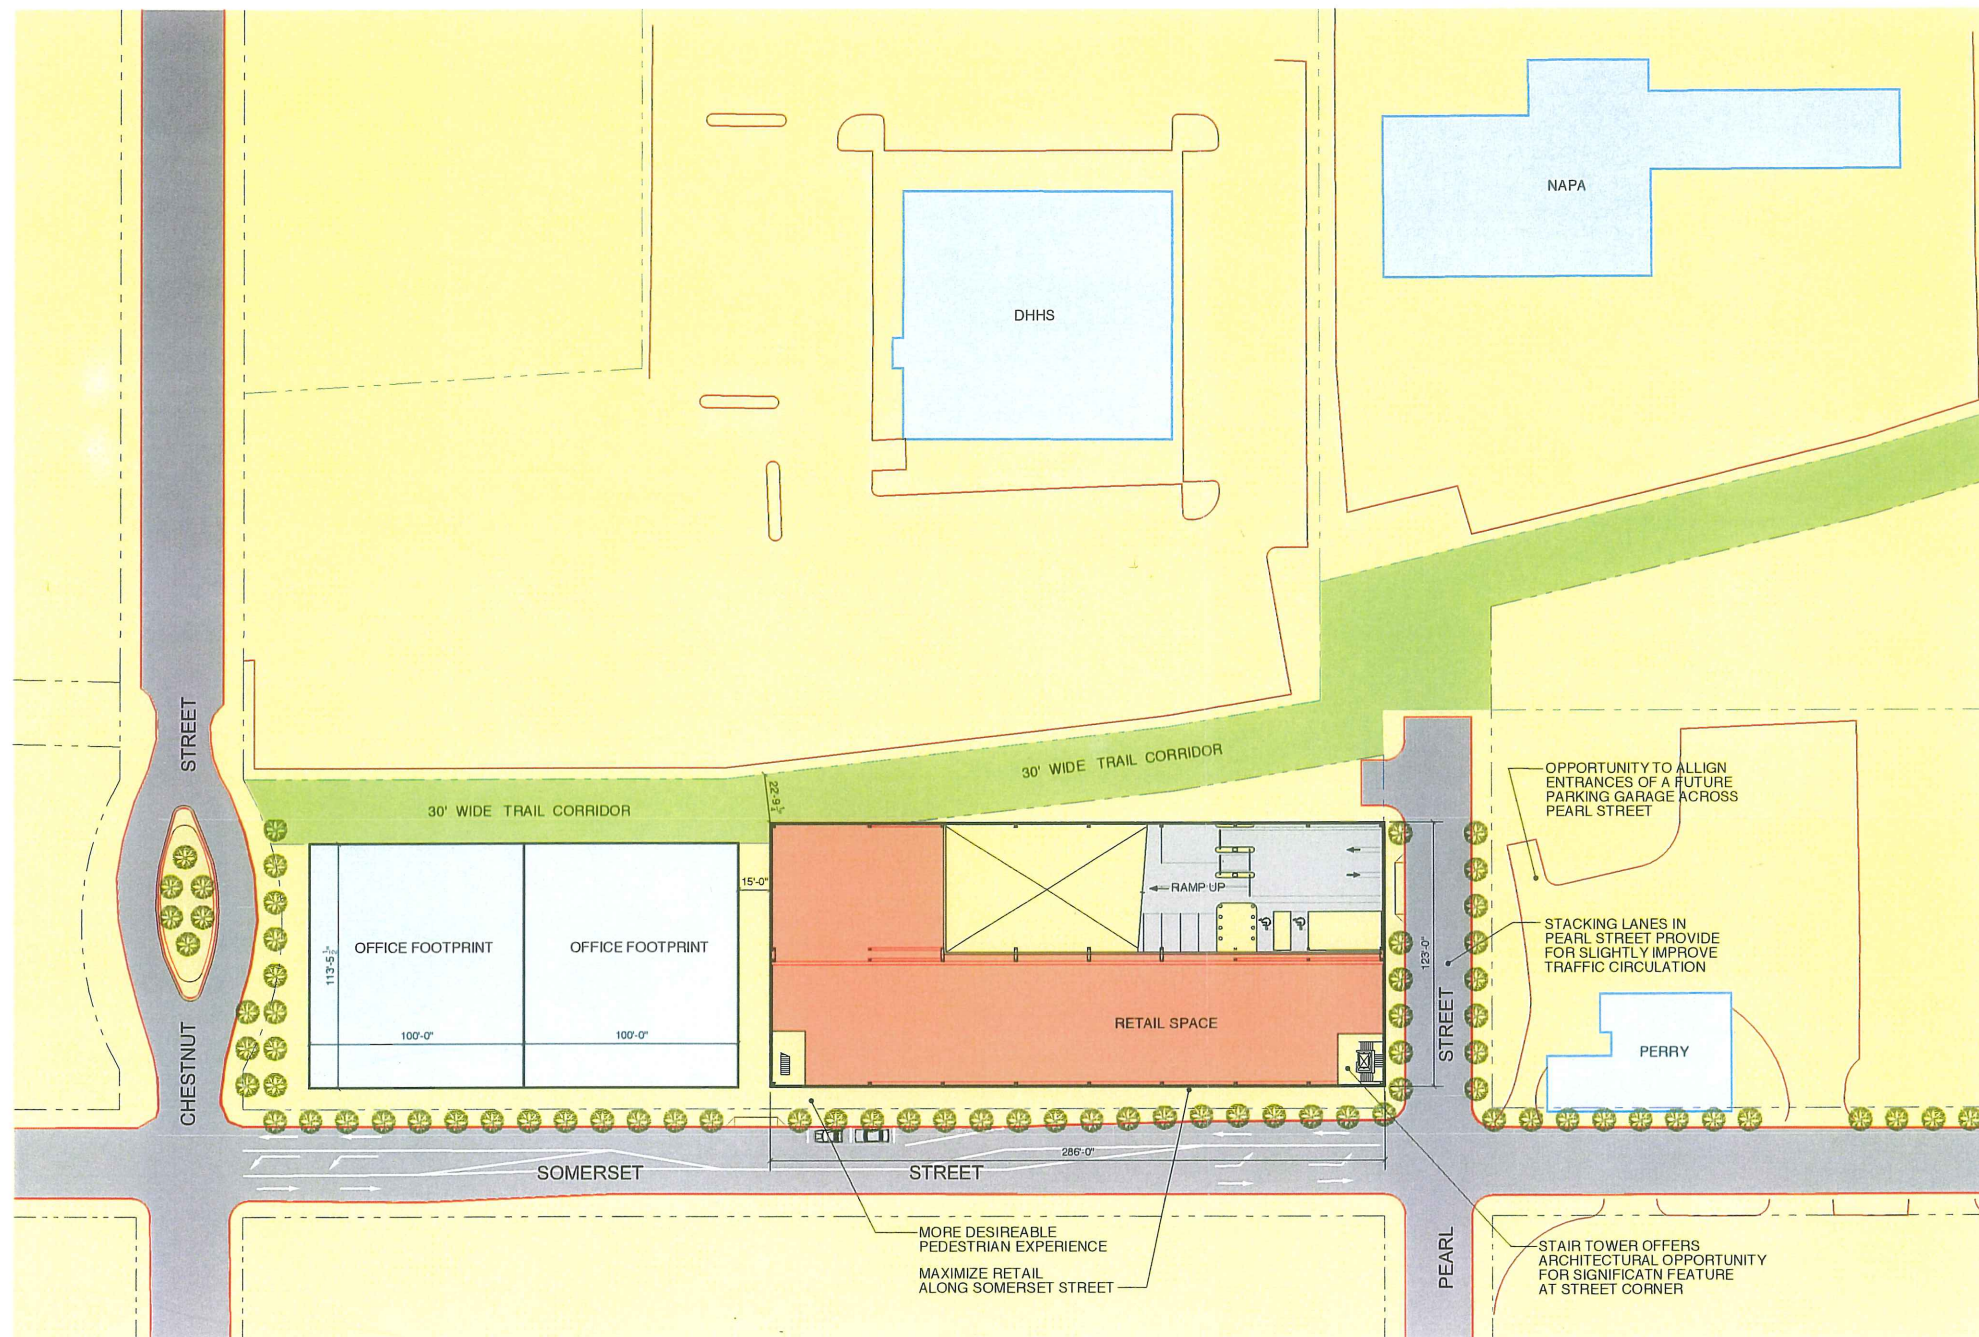 NAPA
DHHS
STREET
30' WIDE TRAIL CORRIDOR
30' WIDE TRAIL CORRIDOR
22'-9½"
OPPORTUNITY TO ALLIGN
ENTRANCES OF A FUTURE
PARKING GARAGE ACROSS
PEARL STREET
15'-0"
RAMP UP
OFFICE FOOTPRINT
OFFICE FOOTPRINT
113'-5½"
123'-0"
STACKING LANES IN
PEARL STREET PROVIDE
FOR SLIGHTLY IMPROVE
TRAFFIC CIRCULATION
100'-0"
100'-0"
RETAIL SPACE
STREET
PERRY
CHESTNUT
286'-0"
SOMERSET STREET
MORE DESIREABLE
PEDESTRIAN EXPERIENCE
MAXIMIZE RETAIL
ALONG SOMERSET STREET
PEARL
STAIR TOWER OFFERS
ARCHITECTURAL OPPORTUNITY
FOR SIGNIFICATN FEATURE
AT STREET CORNER